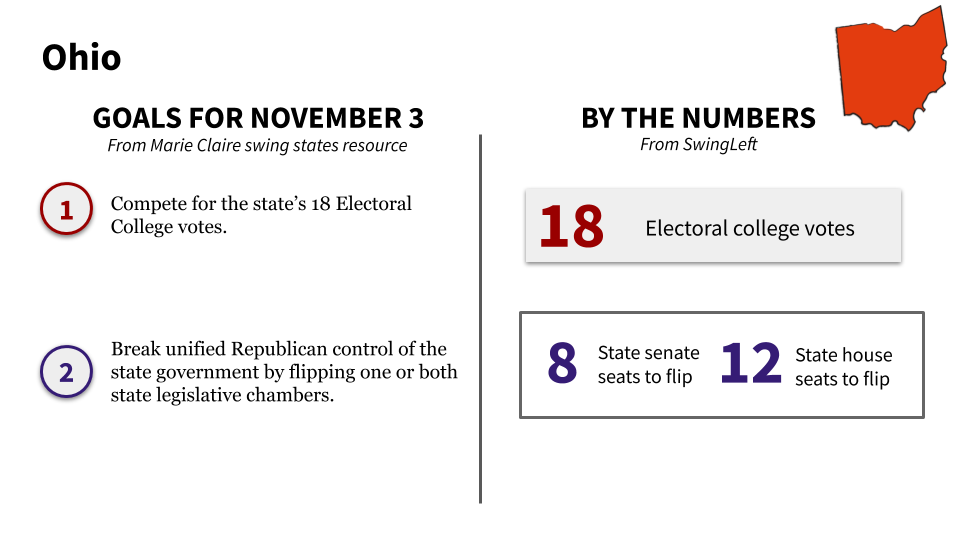 Ohio
GOALS FOR NOVEMBER 3
From Marie Claire swing states resource
1
Compete for the state’s 18 Electoral
College votes.
2
Break unified Republican control of the
state government by flipping one or both
state legislative chambers.
BY THE NUMBERS
From SwingLeft
18 Electoral college votes
8
State senate
seats to flip
12
State house
seats to flip